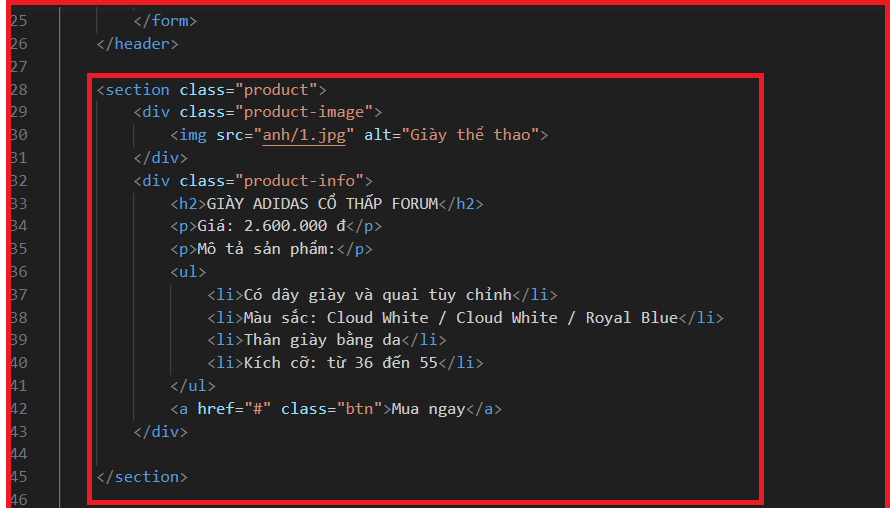 25 </form>
26 </header>
27
28 <section class="product">
29 <div class="product-image">
30 <img src="anh/1.jpg" alt="Giày thể thao">
31 </div>
32 <div class="product-info">
33 <h2>GIÀY ADIDAS CỔ THẤP FORUM</h2>
34 <p>Giá: 2.600.000 đ</p>
35 <p>Mô tả sản phẩm:</p>
36 <ul>
37 <li>Có dây giày và quai tùy chỉnh</li>
38 <li>Màu sắc: Cloud White / Cloud White / Royal Blue</li>
39 <li>Thân giày bằng da</li>
40 <li>Kích cỡ: từ 36 đến 55</li>
41 </ul>
42 <a href="#" class="btn">Mua ngay</a>
43 </div>
44
45 </section>
46